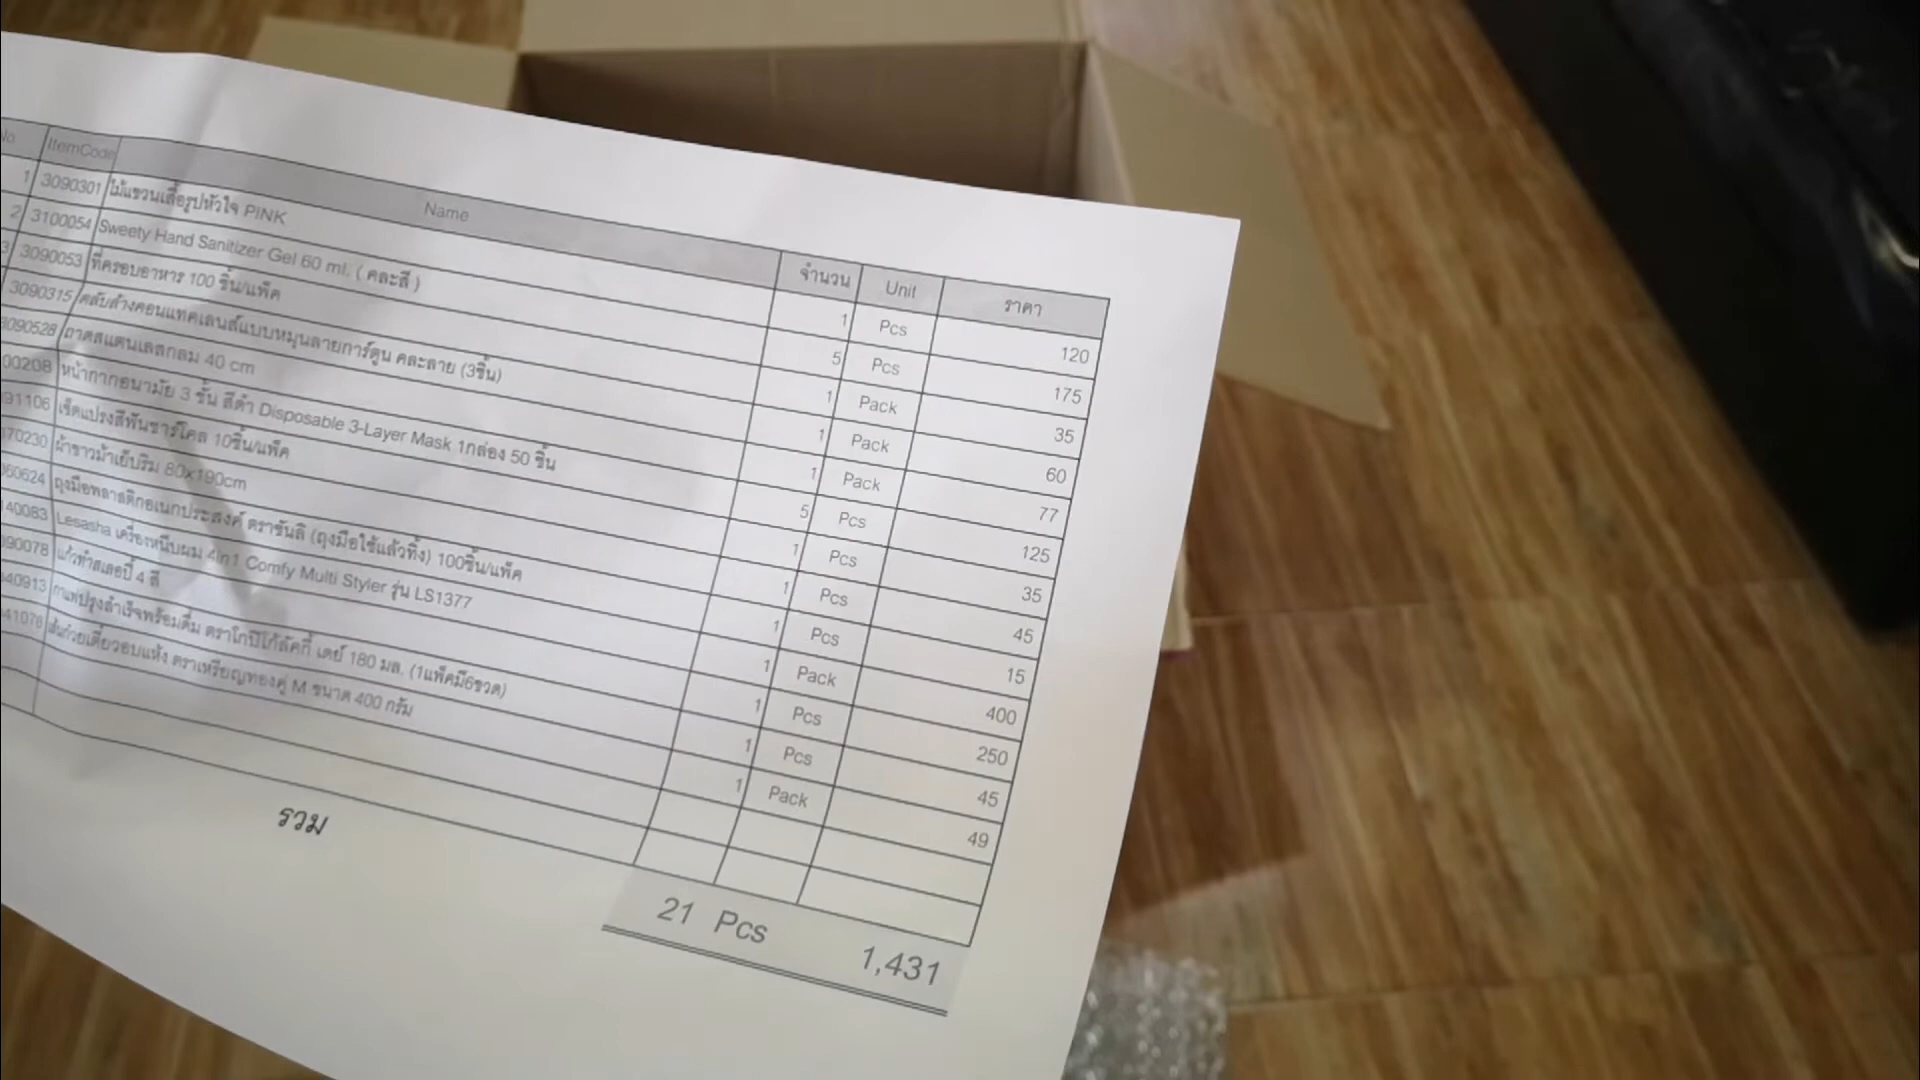 No. ItemCode Name จำนวน Unit ราคา
1 3090301 ไม้แขวนเสื้อรูปหัวใจ PINK 1 Pcs 120
2 3100054 Sweety Hand Sanitizer Gel 60 ml. ( คละสี ) 5 Pcs 175
3 3090053 ที่ครอบอาหาร 100 ชิ้น/แพ็ค 1 Pack 35
3090315 ตลับล้างคอนแทคเลนส์แบบหมุนลายการ์ตูน คละลาย (3ชิ้น) 1 Pack 60
3090528 ถาดสแตนเลสกลม 40 cm 1 Pack 77
00208 หน้ากากอนามัย 3 ชั้น สีดำ Disposable 3-Layer Mask 1กล่อง 50 ชิ้น 5 Pcs 125
91106 เซ็ตแปรงสีฟันชาร์โคล 10ชิ้น/แพ็ค 1 Pcs 35
70230 ผ้าขาวม้าเย็บริม 80x190cm 1 Pcs 45
060624 ถุงมือพลาสติกอเนกประสงค์ ตราซันลิ (ถุงมือใช้แล้วทิ้ง) 100ชิ้น/แพ็ค 1 Pcs 15
140083 Lesasha เครื่องหนีบผม 4in1 Comfy Multi Styler รุ่น LS1377 1 Pack 400
090078 แก้วทำสเลอปี้ 4 สี 1 Pcs 250
040913 กาแฟปรุงสำเร็จพร้อมดื่ม ตราโกปิโก้ลัคกี้ เดย์ 180 มล. (1แพ็คมี6ขวด) 1 Pcs 45
041076 เส้นก๋วยเตี๋ยวอบแห้ง ตราเหรียญทองคู่ M ขนาด 400 กรัม 1 Pack 49
รวม 21 Pcs 1,431